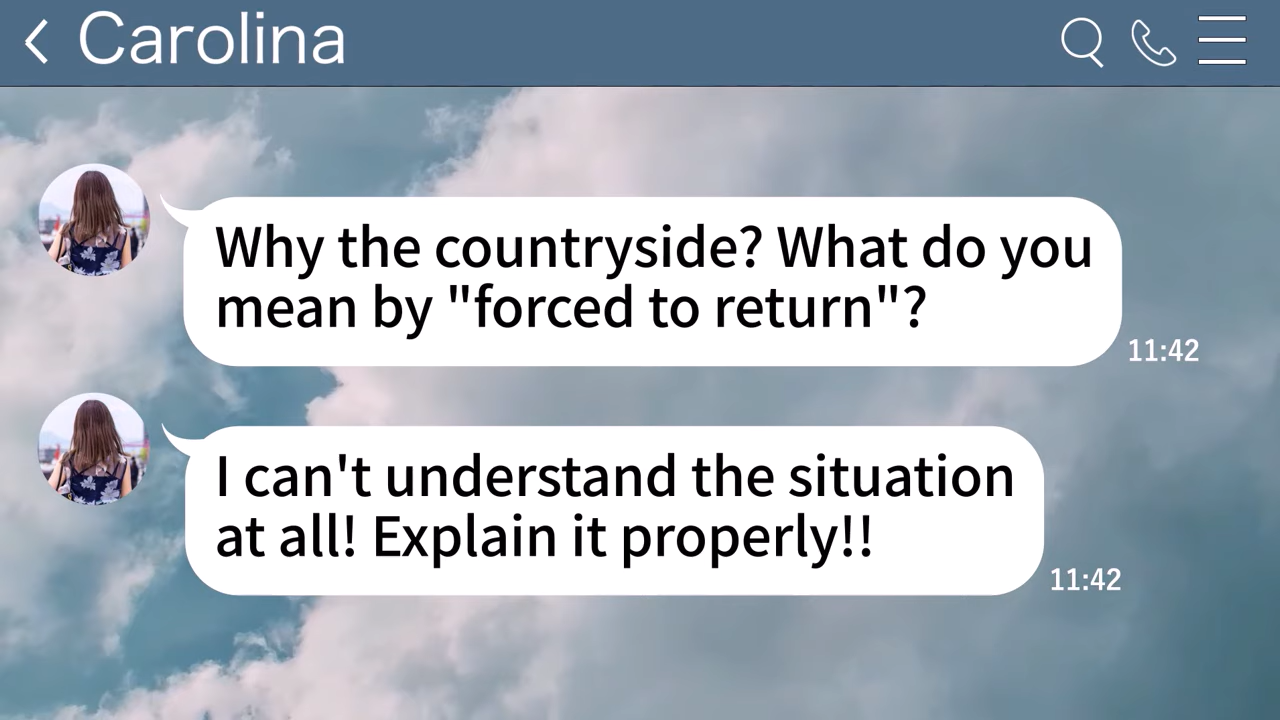 Carolina
Why the countryside? What do you
mean by "forced to return"?
11:42
I can't understand the situation
at all! Explain it properly!!
11:42